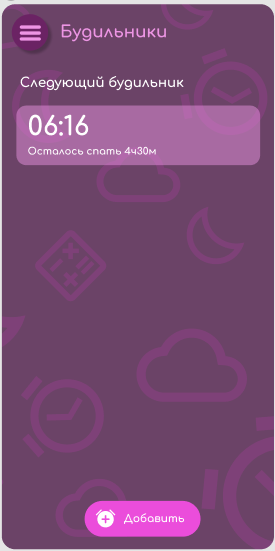 Будильники
Следующий будильник
06:16
Осталось спать 4ч30м
Добавить